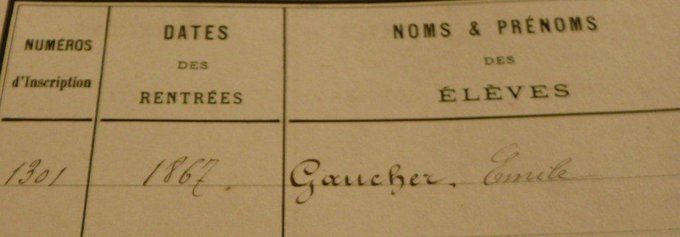 NUMÉROS
d'Inscription
DATES
DES
RENTRÉES
NOMS & PRÉNOMS
DES
ÉLÈVES
1301
1867.
Gaucher. Emile